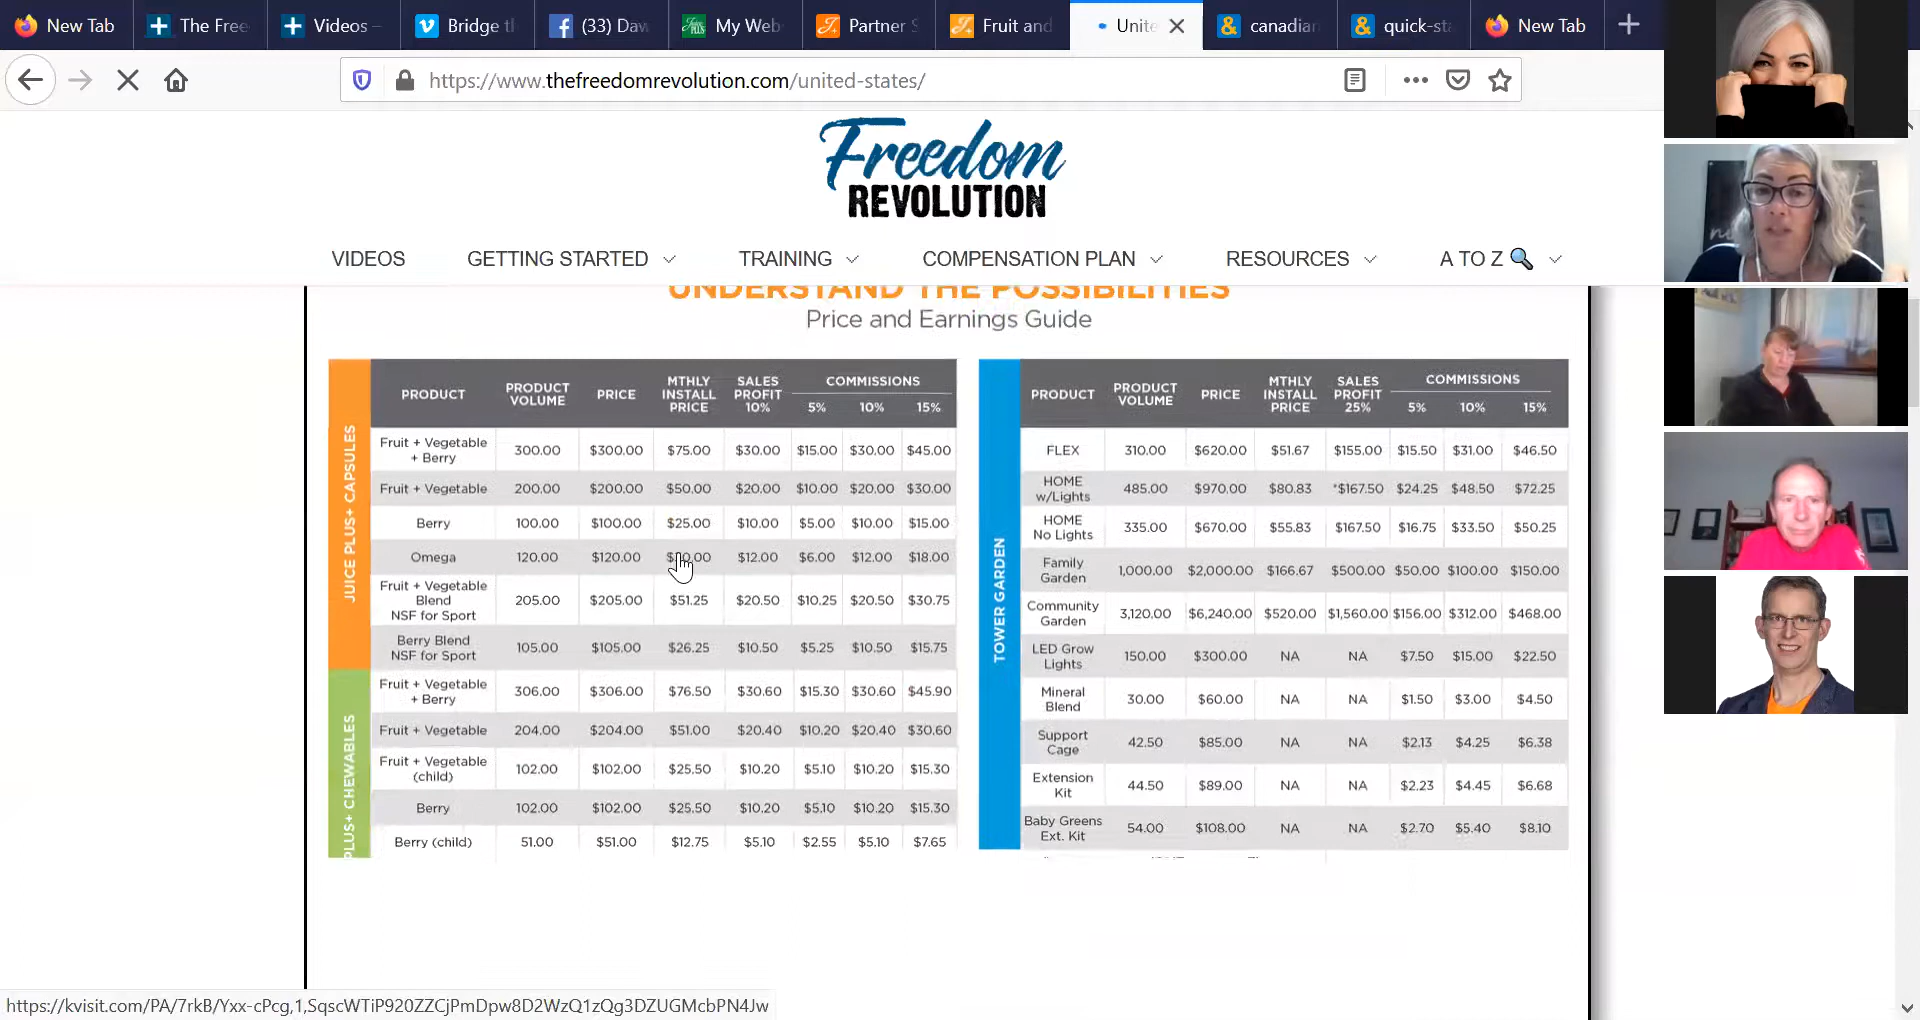 New Tab
The Free
Videos –
Bridge th
(33) Daw
My Web
Partner S
Fruit and
Unite
canadian
quick-sta
New Tab
https://www.thefreedomrevolution.com/united-states/
Freedom
REVOLUTION
VIDEOS GETTING STARTED TRAINING COMPENSATION PLAN RESOURCES A TO Z
UNDERSTAND THE POSSIBILITIES
Price and Earnings Guide
JUICE PLUS+ CAPSULES
PRODUCT PRODUCT VOLUME PRICE MTHLY INSTALL PRICE SALES PROFIT 10% COMMISSIONS 5% 10% 15%
Fruit + Vegetable + Berry 300.00 $300.00 $75.00 $30.00 $15.00 $30.00 $45.00
Fruit + Vegetable 200.00 $200.00 $50.00 $20.00 $10.00 $20.00 $30.00
Berry 100.00 $100.00 $25.00 $10.00 $5.00 $10.00 $15.00
Omega 120.00 $120.00 $12.00 $6.00 $12.00 $18.00
Fruit + Vegetable Blend NSF for Sport 205.00 $205.00 $51.25 $20.50 $10.25 $20.50 $30.75
Berry Blend NSF for Sport 105.00 $105.00 $26.25 $10.50 $5.25 $10.50 $15.75
PLUS+ CHEWABLES
Fruit + Vegetable + Berry 306.00 $306.00 $76.50 $30.60 $15.30 $30.60 $45.90
Fruit + Vegetable 204.00 $204.00 $51.00 $20.40 $10.20 $20.40 $30.60
Fruit + Vegetable (child) 102.00 $102.00 $25.50 $10.20 $5.10 $10.20 $15.30
Berry 102.00 $102.00 $25.50 $10.20 $5.10 $10.20 $15.30
Berry (child) 51.00 $51.00 $12.75 $5.10 $2.55 $5.10 $7.65
TOWER GARDEN
PRODUCT PRODUCT VOLUME PRICE MTHLY INSTALL PRICE SALES PROFIT 25% COMMISSIONS 5% 10% 15%
FLEX 310.00 $620.00 $51.67 $155.00 $15.50 $31.00 $46.50
HOME w/Lights 485.00 $970.00 $80.83 *$167.50 $24.25 $48.50 $72.25
HOME No Lights 335.00 $670.00 $55.83 $167.50 $16.75 $33.50 $50.25
Family Garden 1,000.00 $2,000.00 $166.67 $500.00 $50.00 $100.00 $150.00
Community Garden 3,120.00 $6,240.00 $520.00 $1,560.00 $156.00 $312.00 $468.00
LED Grow Lights 150.00 $300.00 NA NA $7.50 $15.00 $22.50
Mineral Blend 30.00 $60.00 NA NA $1.50 $3.00 $4.50
Support Cage 42.50 $85.00 NA NA $2.13 $4.25 $6.38
Extension Kit 44.50 $89.00 NA NA $2.23 $4.45 $6.68
Baby Greens Ext. Kit 54.00 $108.00 NA NA $2.70 $5.40 $8.10
https://kvisit.com/PA/7rkB/Yxx-cPcg,1,SqscWTiP920ZZCjPmDpw8D2WzQ1zQg3DZUGMcbPN4Jw